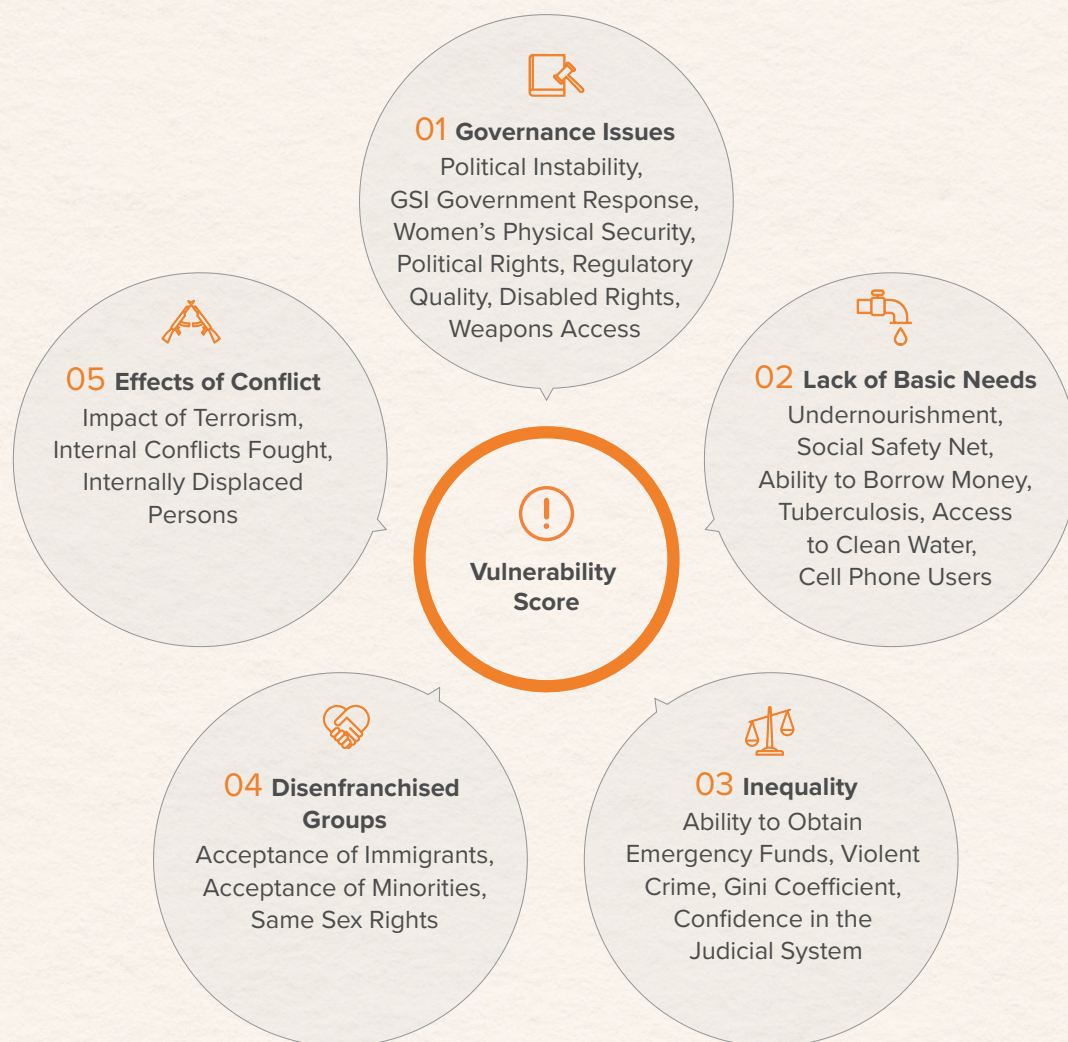 01 Governance Issues
Political Instability,
GSI Government Response,
Women’s Physical Security,
Political Rights, Regulatory
Quality, Disabled Rights,
Weapons Access
02 Lack of Basic Needs
Undernourishment,
Social Safety Net,
Ability to Borrow Money,
Tuberculosis, Access
to Clean Water,
Cell Phone Users
03 Inequality
Ability to Obtain
Emergency Funds, Violent
Crime, Gini Coefficient,
Confidence in the
Judicial System
04 Disenfranchised
Groups
Acceptance of Immigrants,
Acceptance of Minorities,
Same Sex Rights
05 Effects of Conflict
Impact of Terrorism,
Internal Conflicts Fought,
Internally Displaced
Persons
Vulnerability
Score